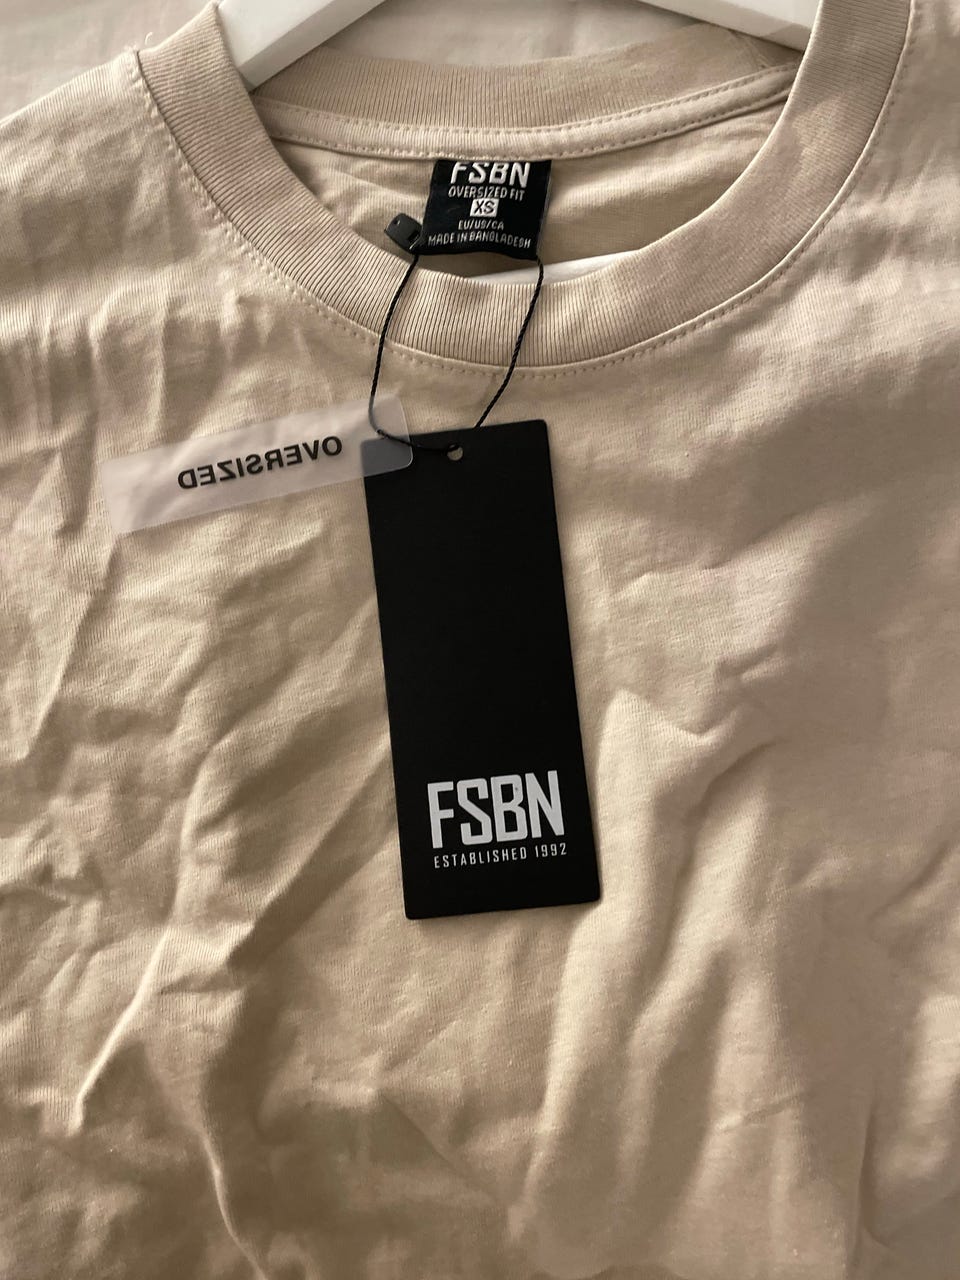 FSBN
OVERSIZED FIT
XS
EU/US/CA
MADE IN BANGLADESH
OVERSIZED
FSBN
ESTABLISHED 1992